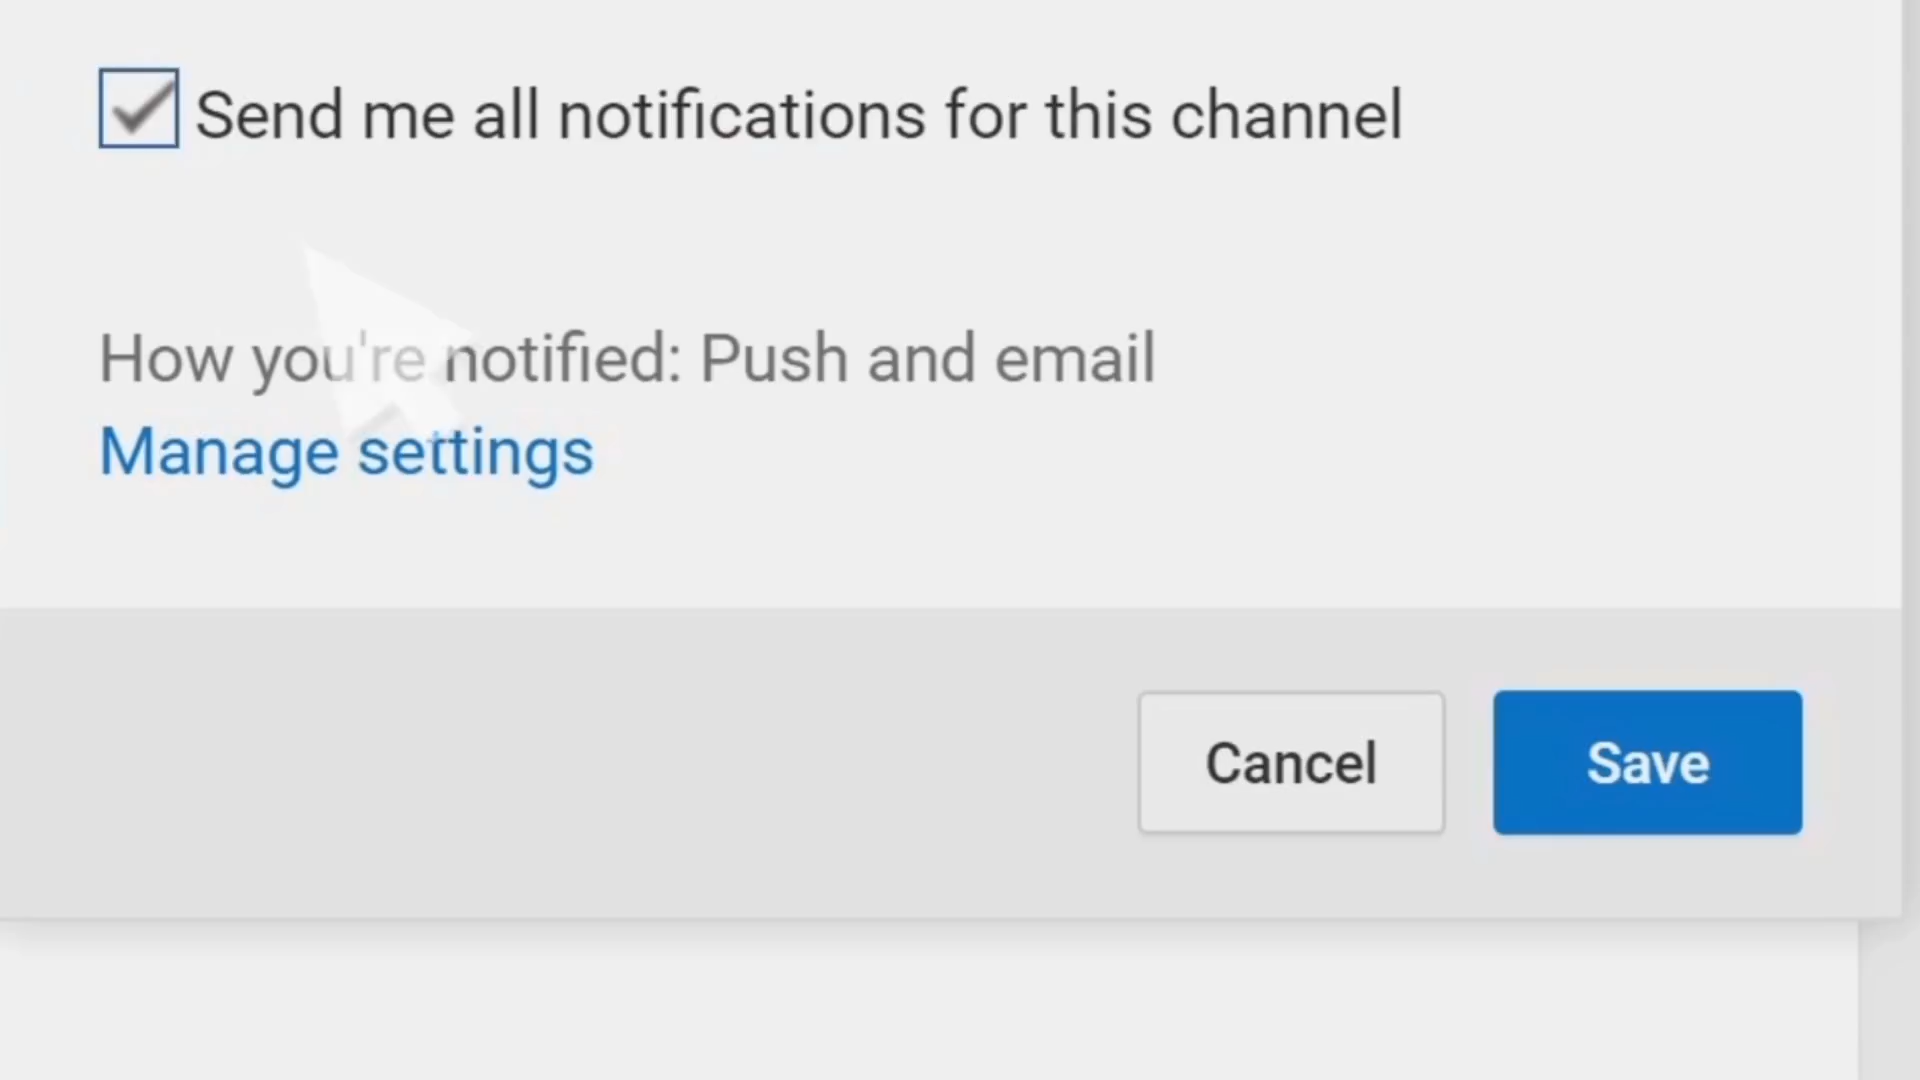 Send me all notifications for this channel
How you're notified: Push and email
Manage settings
Cancel
Save